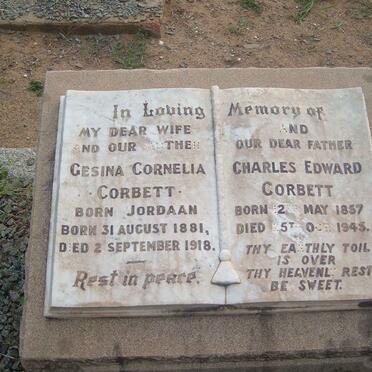 In Loving Memory of
MY DEAR WIFE
AND OUR
GESINA CORNELIA
CORBETT
BORN JORDAAN
BORN 31 AUGUST 1881,
DIED 2 SEPTEMBER 1918.
Rest in peace.
AND
OUR DEAR FATHER
CHARLES EDWARD
CORBETT
BORN MAY 1857
DIED 1945.
THY EARTHLY TOIL
IS OVER
THY HEAVENL REST
BE SWEET.